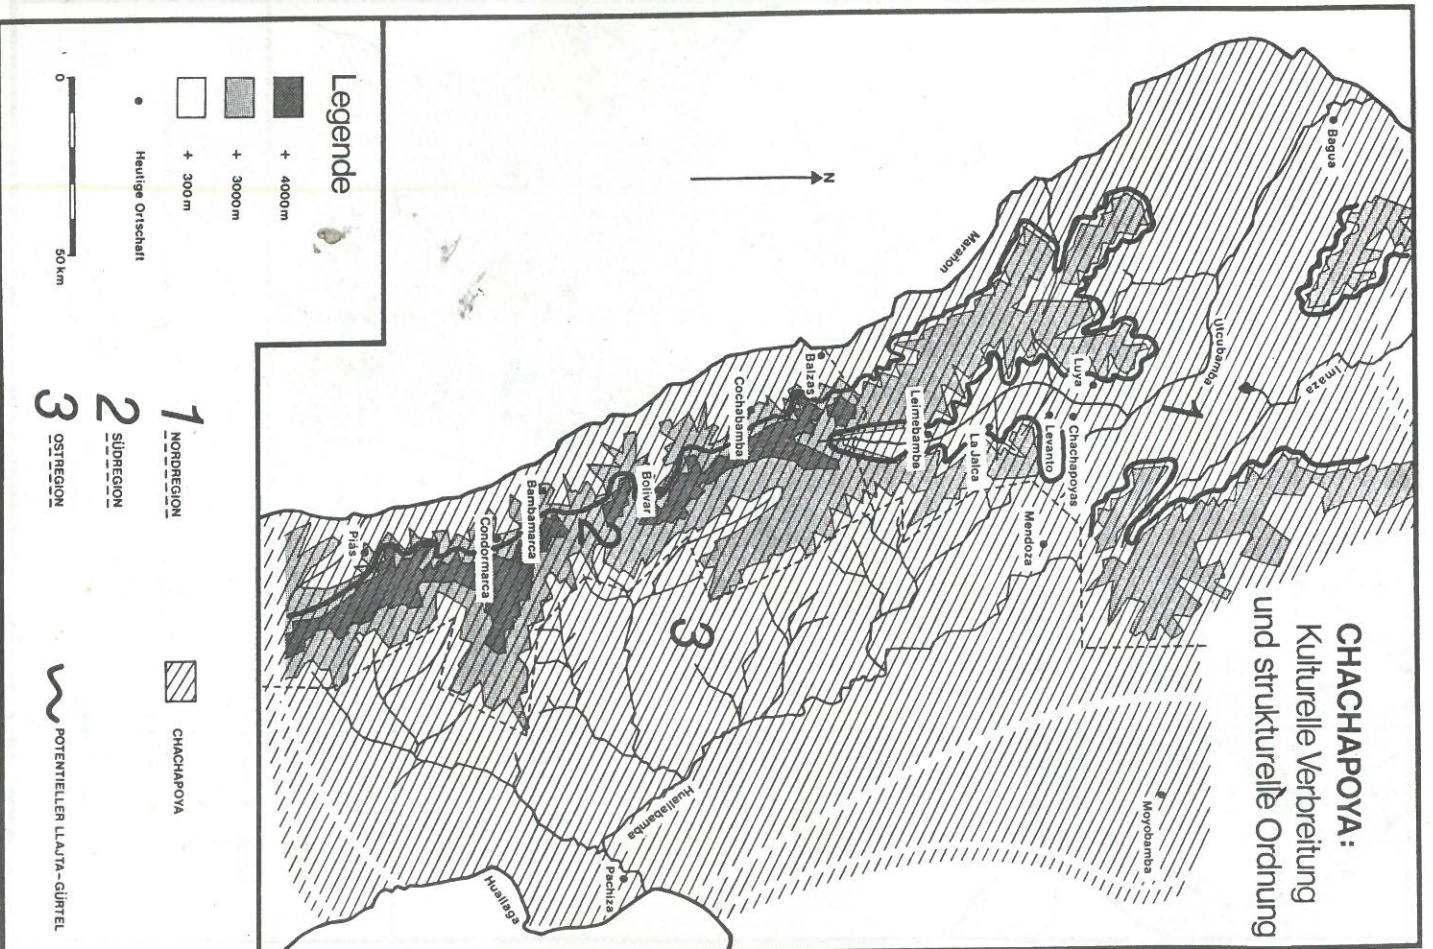 CHACHAPOYA:
Kulturelle Verbreitung
und strukturelle Ordnung
Bagua
Imaza
Utcubamba
1
Luya
Chachapoyas
Levanto
La Jalca
Leimebamba
Mendoza
Moyobamba
Marañon
N
Balzas
Cochabamba
Bolivar
2
3
Bambamarca
Condormarca
Piás
Huallabamba
Pachiza
Huallaga
Legende
+ 4000m
+ 3000m
+ 300m
Heutige Ortschaft
0 50 km
1 NORDREGION
2 SÜDREGION
3 OSTREGION
CHACHAPOYA
POTENTIELLER LLAJTA-GÜRTEL